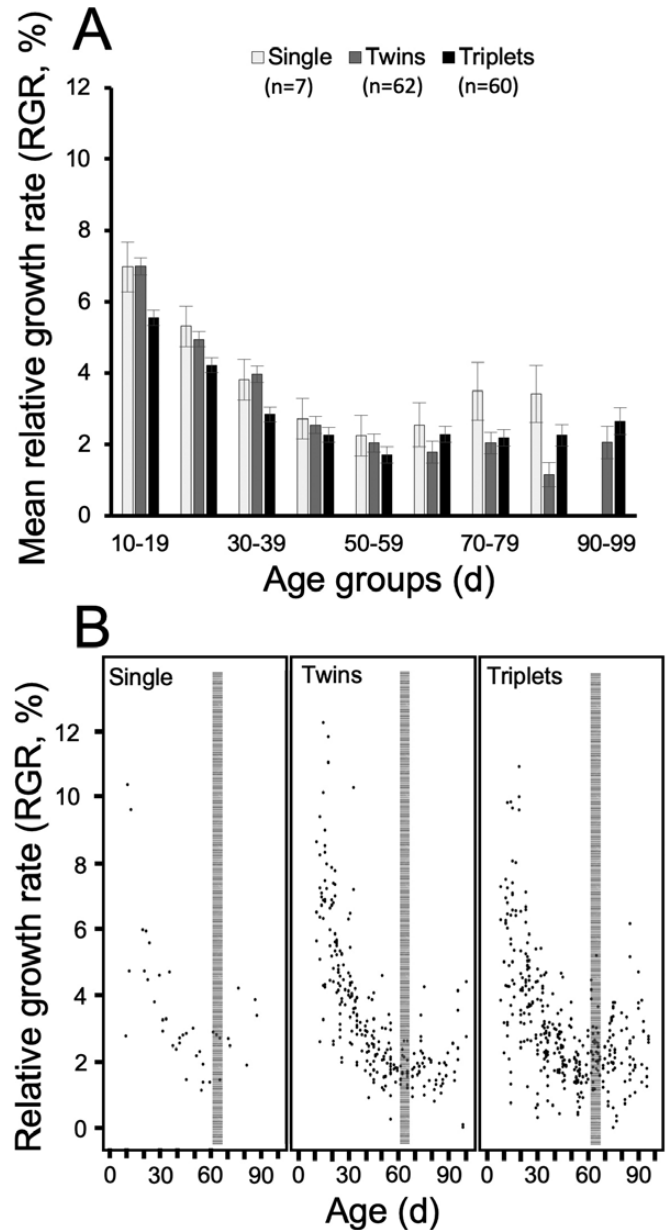 A
Single Twins Triplets
(n=7) (n=62) (n=60)
Mean relative growth rate (RGR, %)
12
10
8
6
4
2
0
10-19 30-39 50-59 70-79 90-99
Age groups (d)
B
Single Twins Triplets
Relative growth rate (RGR, %)
12
10
8
6
4
2
0
0 30 60 90 0 30 60 90 0 30 60 90
Age (d)